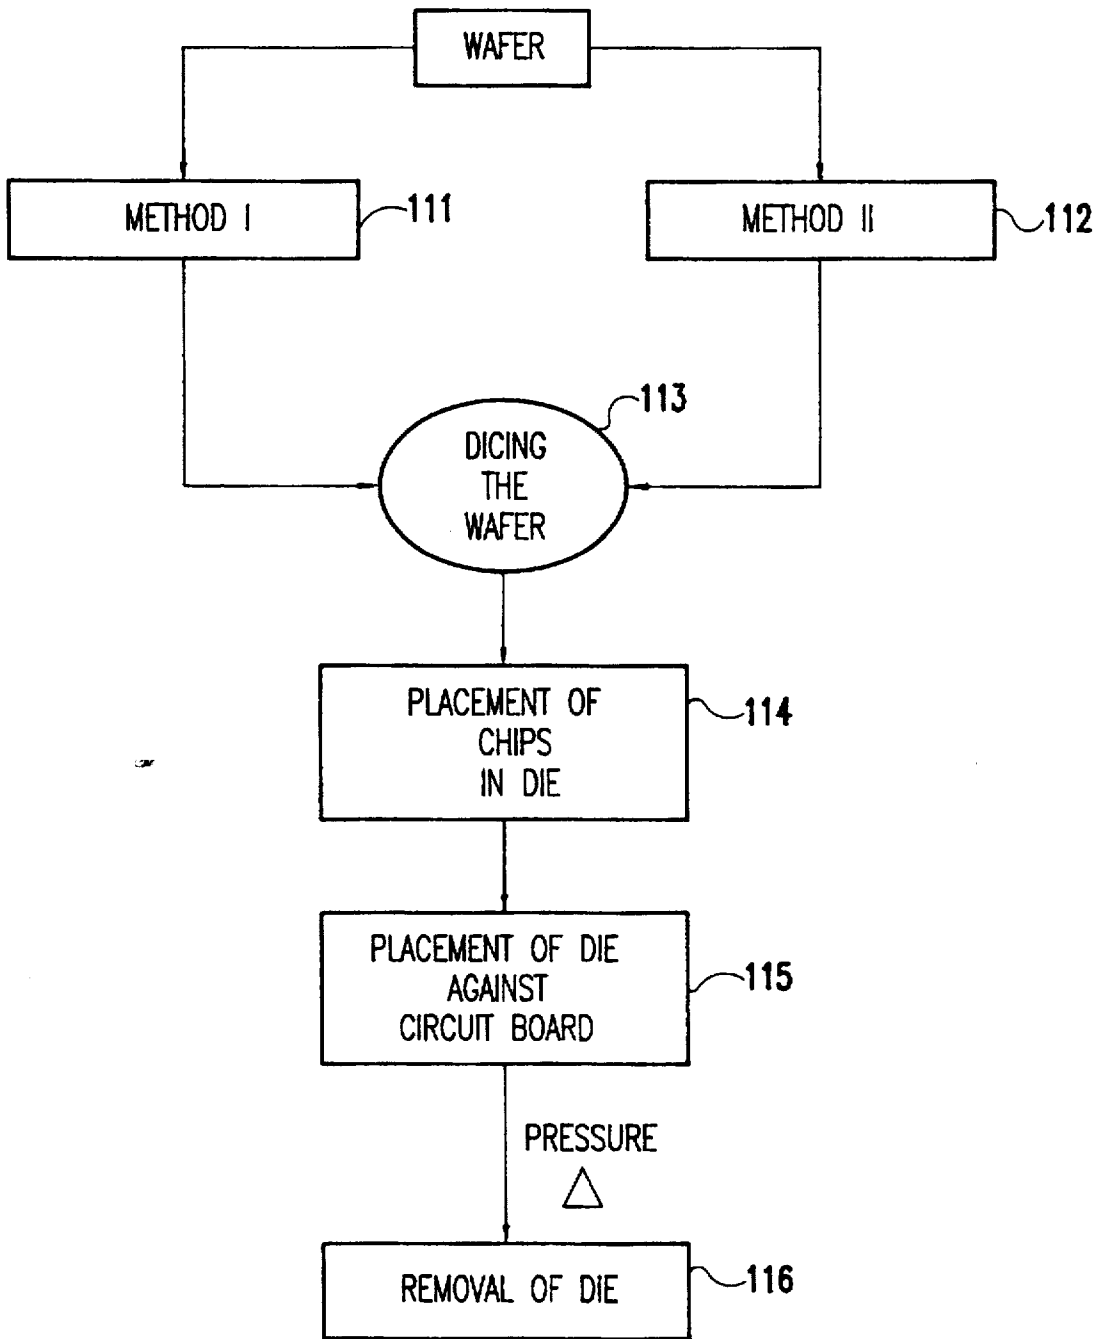 WAFER
METHOD I
111
METHOD II
112
113
DICING
THE
WAFER
PLACEMENT OF
CHIPS
IN DIE
114
PLACEMENT OF DIE
AGAINST
CIRCUIT BOARD
115
PRESSURE
△
REMOVAL OF DIE
116